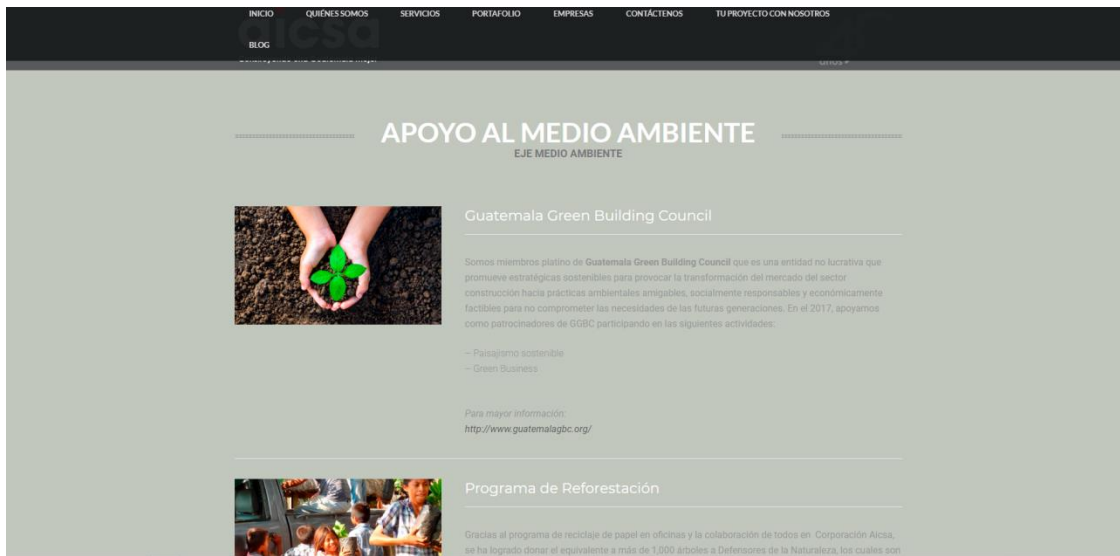 INICIO QUIÉNES SOMOS SERVICIOS PORTAFOLIO EMPRESAS CONTÁCTENOS TU PROYECTO CON NOSOTROS
aicsa
BLOG
años
APOYO AL MEDIO AMBIENTE
EJE MEDIO AMBIENTE
Guatemala Green Building Council
Somos miembros platino de Guatemala Green Building Council que es una entidad no lucrativa que
promueve estratégicas sostenibles para provocar la transformación del mercado del sector
construcción hacia prácticas ambientales amigables, socialmente responsables y económicamente
factibles para no comprometer las necesidades de las futuras generaciones. En el 2017, apoyamos
como patrocinadores de GGBC participando en las siguientes actividades:
– Paisajismo sostenible
– Green Business
Para mayor información:
http://www.guatemalagbc.org/
Programa de Reforestación
Gracias al programa de reciclaje de papel en oficinas y la colaboración de todos en Corporación Aicsa,
se ha logrado donar el equivalente a más de 1,000 árboles a Defensores de la Naturaleza, los cuales son